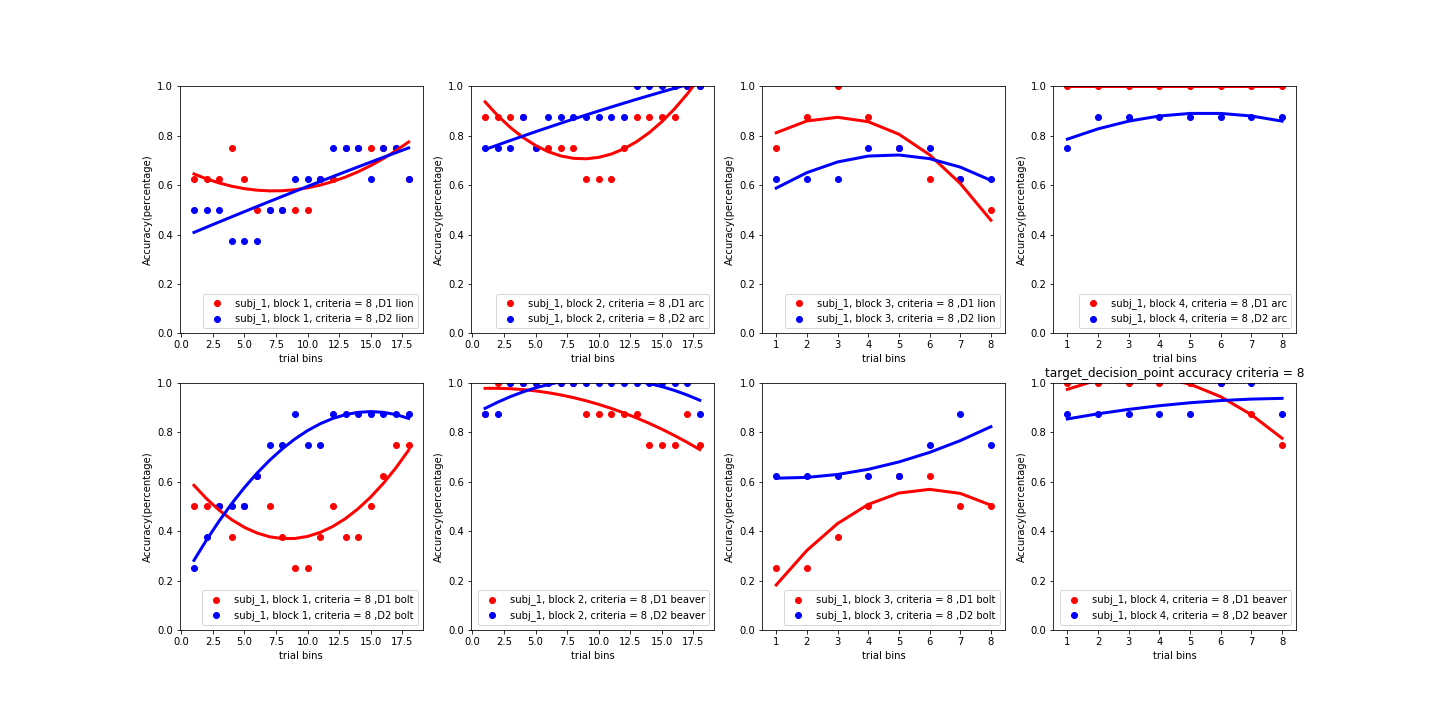 1.0
0.8
0.6
0.4
0.2
0.0
Accuracy(percentage)
subj_1, block 1, criteria = 8 ,D1 lion
subj_1, block 1, criteria = 8 ,D2 lion
0.0 2.5 5.0 7.5 10.0 12.5 15.0 17.5
trial bins
1.0
0.8
0.6
0.4
0.2
0.0
Accuracy(percentage)
subj_1, block 2, criteria = 8 ,D1 arc
subj_1, block 2, criteria = 8 ,D2 arc
0.0 2.5 5.0 7.5 10.0 12.5 15.0 17.5
trial bins
1.0
0.8
0.6
0.4
0.2
0.0
Accuracy(percentage)
subj_1, block 3, criteria = 8 ,D1 lion
subj_1, block 3, criteria = 8 ,D2 lion
1 2 3 4 5 6 7 8
trial bins
1.0
0.8
0.6
0.4
0.2
0.0
Accuracy(percentage)
subj_1, block 4, criteria = 8 ,D1 arc
subj_1, block 4, criteria = 8 ,D2 arc
1 2 3 4 5 6 7 8
trial bins
1.0
0.8
0.6
0.4
0.2
0.0
Accuracy(percentage)
subj_1, block 1, criteria = 8 ,D1 bolt
subj_1, block 1, criteria = 8 ,D2 bolt
0.0 2.5 5.0 7.5 10.0 12.5 15.0 17.5
trial bins
1.0
0.8
0.6
0.4
0.2
0.0
Accuracy(percentage)
subj_1, block 2, criteria = 8 ,D1 beaver
subj_1, block 2, criteria = 8 ,D2 beaver
0.0 2.5 5.0 7.5 10.0 12.5 15.0 17.5
trial bins
1.0
0.8
0.6
0.4
0.2
0.0
Accuracy(percentage)
subj_1, block 3, criteria = 8 ,D1 bolt
subj_1, block 3, criteria = 8 ,D2 bolt
1 2 3 4 5 6 7 8
trial bins
target_decision_point accuracy criteria = 8
1.0
0.8
0.6
0.4
0.2
0.0
Accuracy(percentage)
subj_1, block 4, criteria = 8 ,D1 beaver
subj_1, block 4, criteria = 8 ,D2 beaver
1 2 3 4 5 6 7 8
trial bins